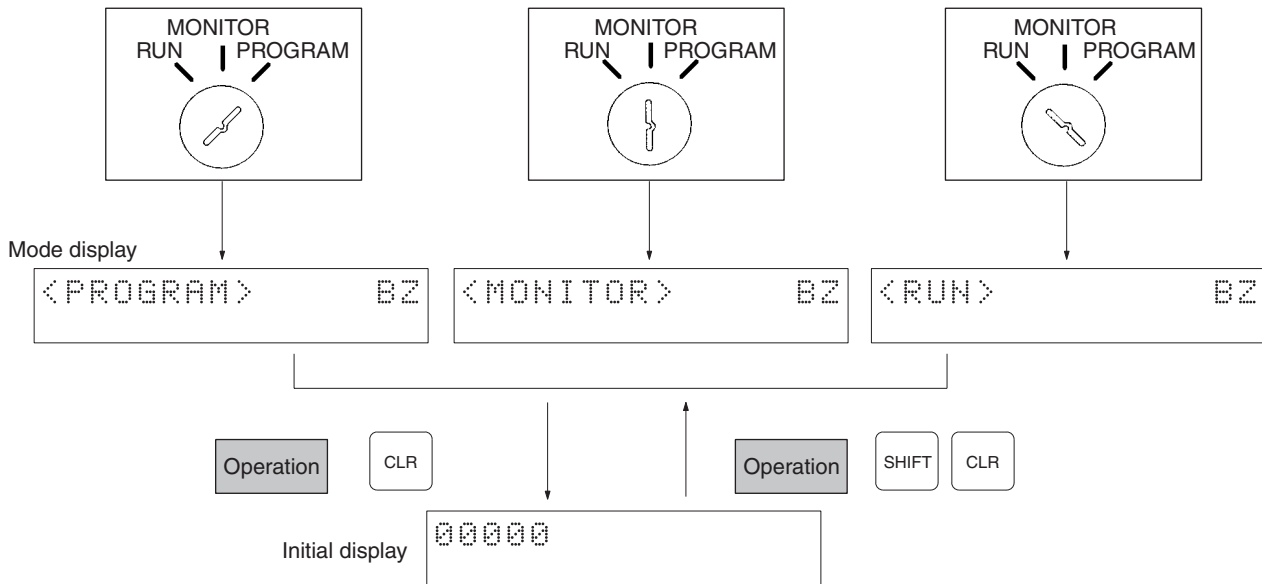 MONITOR
RUN PROGRAM
MONITOR
RUN PROGRAM
MONITOR
RUN PROGRAM
Mode display
<PROGRAM> BZ
<MONITOR> BZ
<RUN> BZ
Operation
CLR
Operation
SHIFT
CLR
Initial display
00000